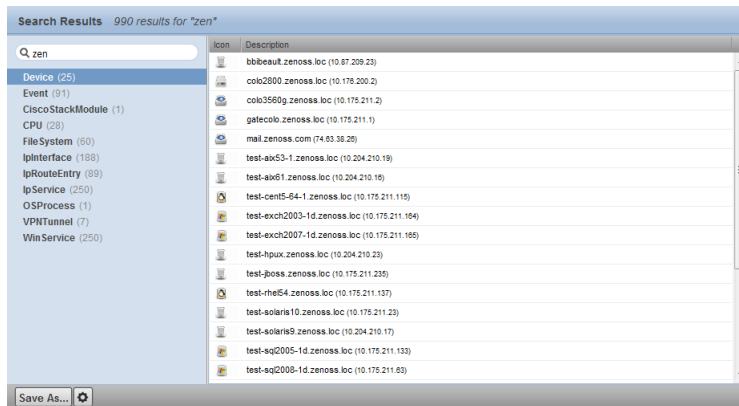 Search Results 990 results for "zen"
zen
Device (25)
Event (91)
CiscoStackModule (1)
CPU (28)
FileSystem (60)
IpInterface (188)
IpRouteEntry (89)
IpService (250)
OSProcess (1)
VPNTunnel (7)
WinService (250)
Icon Description
bbibeault.zenoss.loc (10.87.209.23)
colo2800.zenoss.loc (10.176.200.2)
colo3560g.zenoss.loc (10.175.211.2)
gatecolo.zenoss.loc (10.175.211.1)
mail.zenoss.com (74.63.38.26)
test-aix53-1.zenoss.loc (10.204.210.19)
test-aix61.zenoss.loc (10.204.210.16)
test-cent5-64-1.zenoss.loc (10.175.211.115)
test-exch2003-1d.zenoss.loc (10.175.211.164)
test-exch2007-1d.zenoss.loc (10.175.211.165)
test-hpux.zenoss.loc (10.204.210.23)
test-jboss.zenoss.loc (10.175.211.235)
test-rhel54.zenoss.loc (10.175.211.137)
test-solaris10.zenoss.loc (10.175.211.23)
test-solaris9.zenoss.loc (10.204.210.17)
test-sql2005-1d.zenoss.loc (10.175.211.133)
test-sql2008-1d.zenoss.loc (10.175.211.63)
Save As...